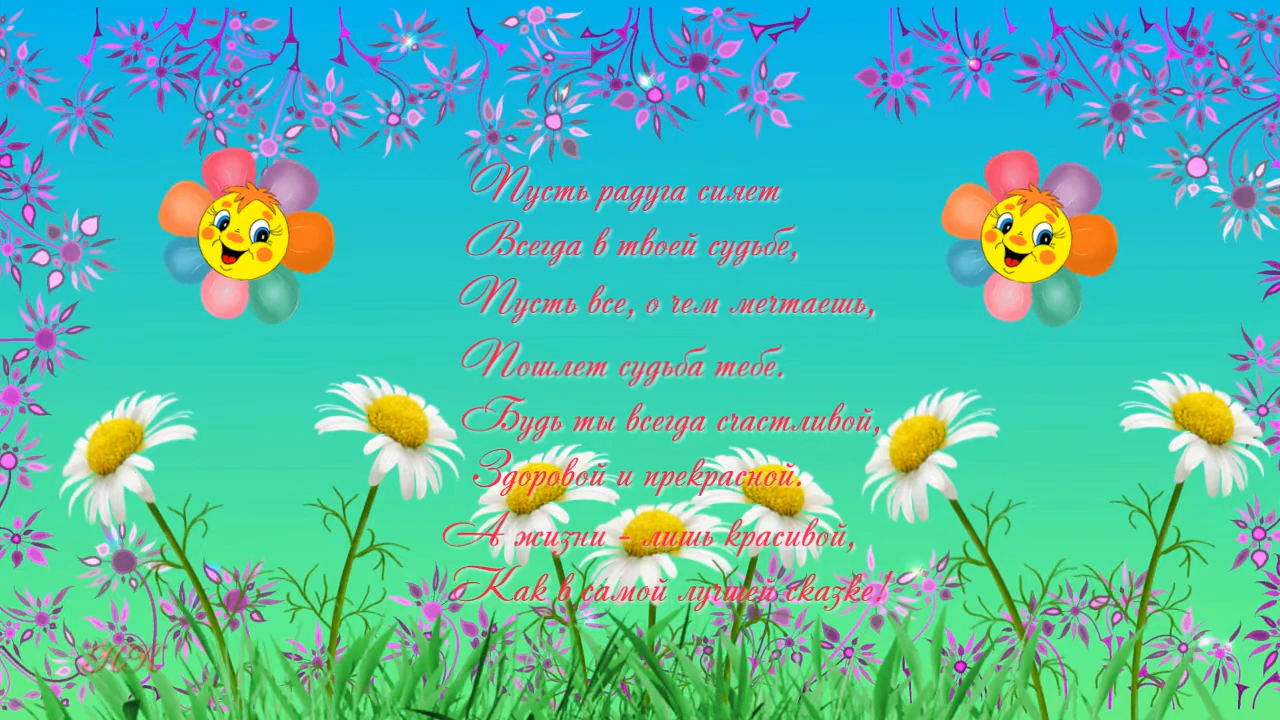 Пусть радуга сияет
Всегда в твоей судьбе,
Пусть все, о чем мечтаешь,
Пошлет судьба тебе.
Будь ты всегда счастливой,
Здоровой и прекрасной.
А жизни - лишь красивой,
Как в самой лучшей сказке!